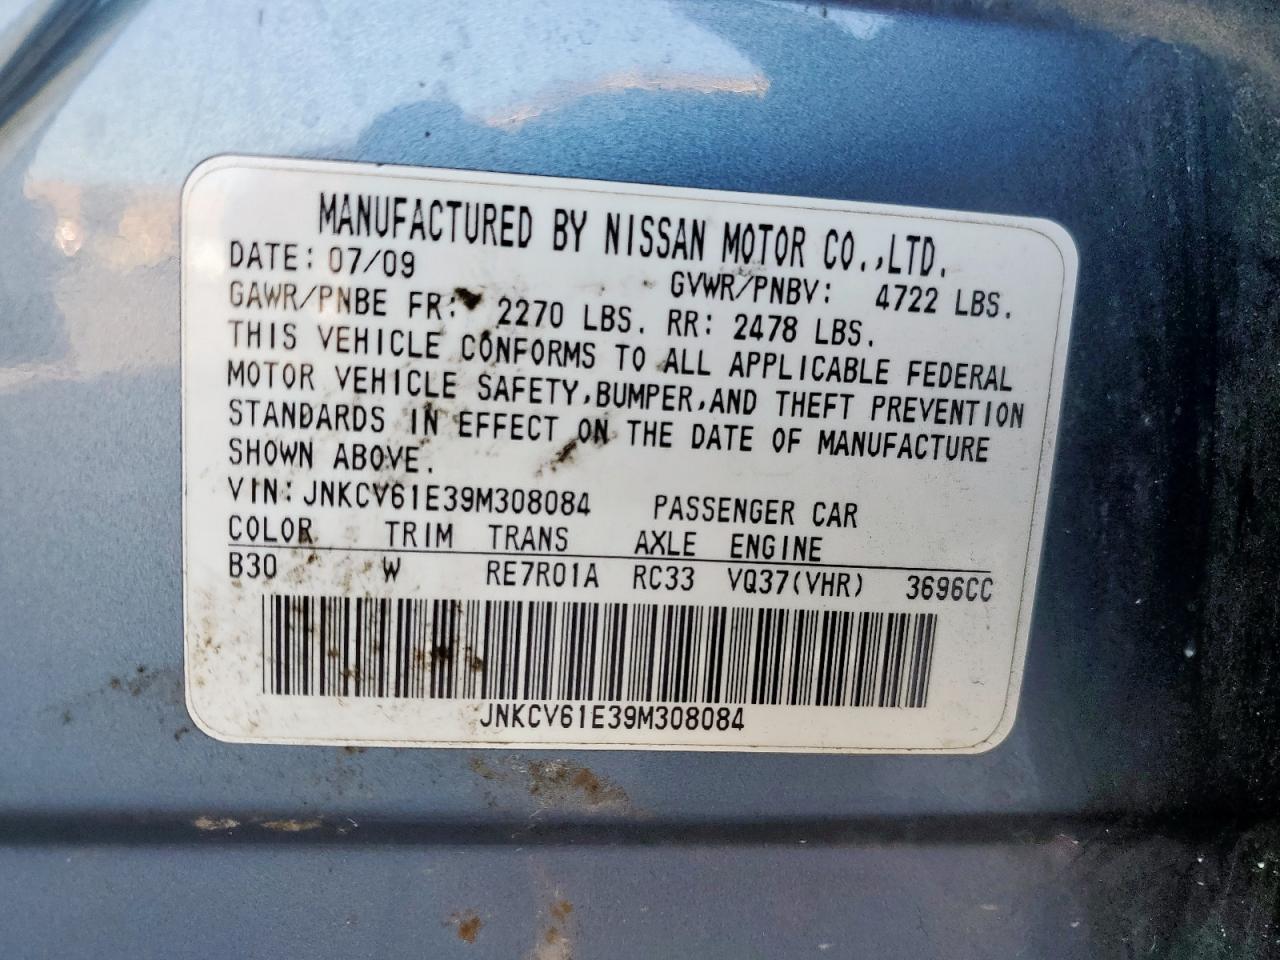 MANUFACTURED BY NISSAN MOTOR CO.,LTD.
DATE: 07/09 GVWR/PNBV: 4722 LBS.
GAWR/PNBE FR: 2270 LBS. RR: 2478 LBS.
THIS VEHICLE CONFORMS TO ALL APPLICABLE FEDERAL
MOTOR VEHICLE SAFETY,BUMPER,AND THEFT PREVENTION
STANDARDS IN EFFECT ON THE DATE OF MANUFACTURE
SHOWN ABOVE.
VIN: JNKCV61E39M308084 PASSENGER CAR
COLOR TRIM TRANS AXLE ENGINE
B30 W RE7R01A RC33 VQ37(VHR) 3696CC
JNKCV61E39M308084